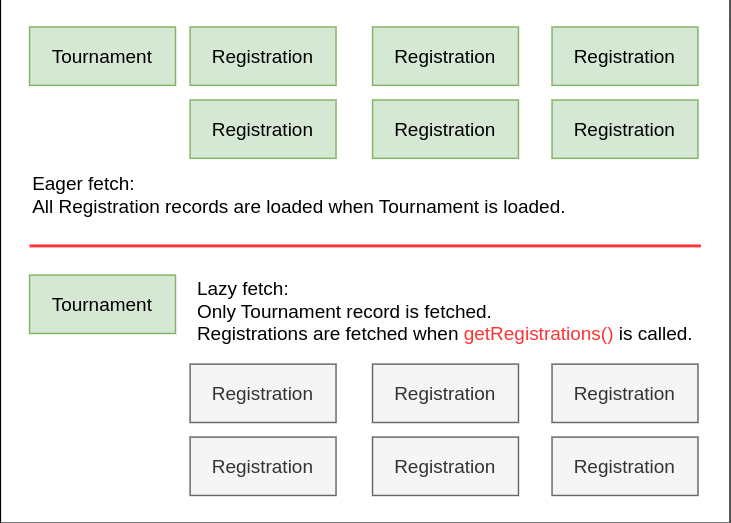 Tournament Registration Registration Registration
Registration Registration Registration
Eager fetch:
All Registration records are loaded when Tournament is loaded.
Tournament
Lazy fetch:
Only Tournament record is fetched.
Registrations are fetched when getRegistrations() is called.
Registration Registration Registration
Registration Registration Registration